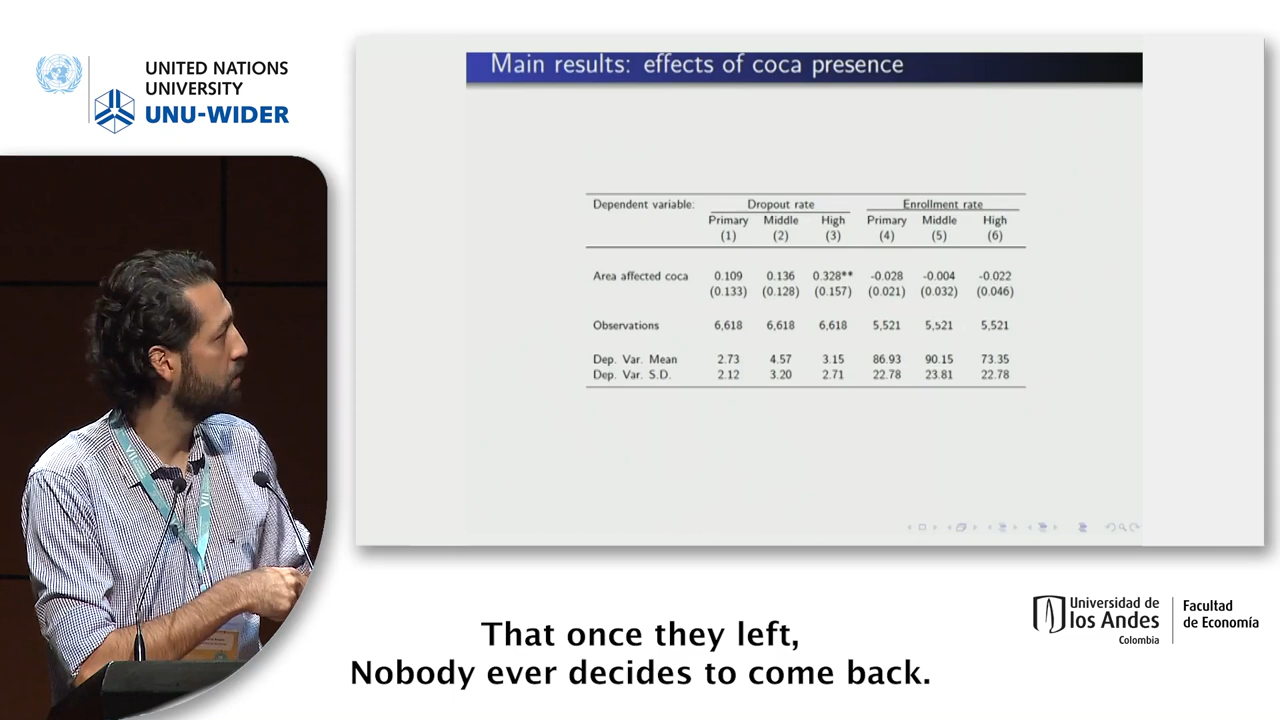 UNITED NATIONS
UNIVERSITY
UNU-WIDER
Main results: effects of coca presence
Dependent variable: Dropout rate Enrollment rate
Primary Middle High Primary Middle High
(1) (2) (3) (4) (5) (6)
Area affected coca 0.109 0.136 0.328** -0.028 -0.004 -0.022
(0.133) (0.128) (0.157) (0.021) (0.032) (0.046)
Observations 6,618 6,618 6,618 5,521 5,521 5,521
Dep. Var. Mean 2.73 4.57 3.15 86.93 90.15 73.35
Dep. Var. S.D. 2.12 3.20 2.71 22.78 23.81 22.78
VII
VII
Universidad de
los Andes
Colombia
Facultad
de Economía
That once they left,
Nobody ever decides to come back.